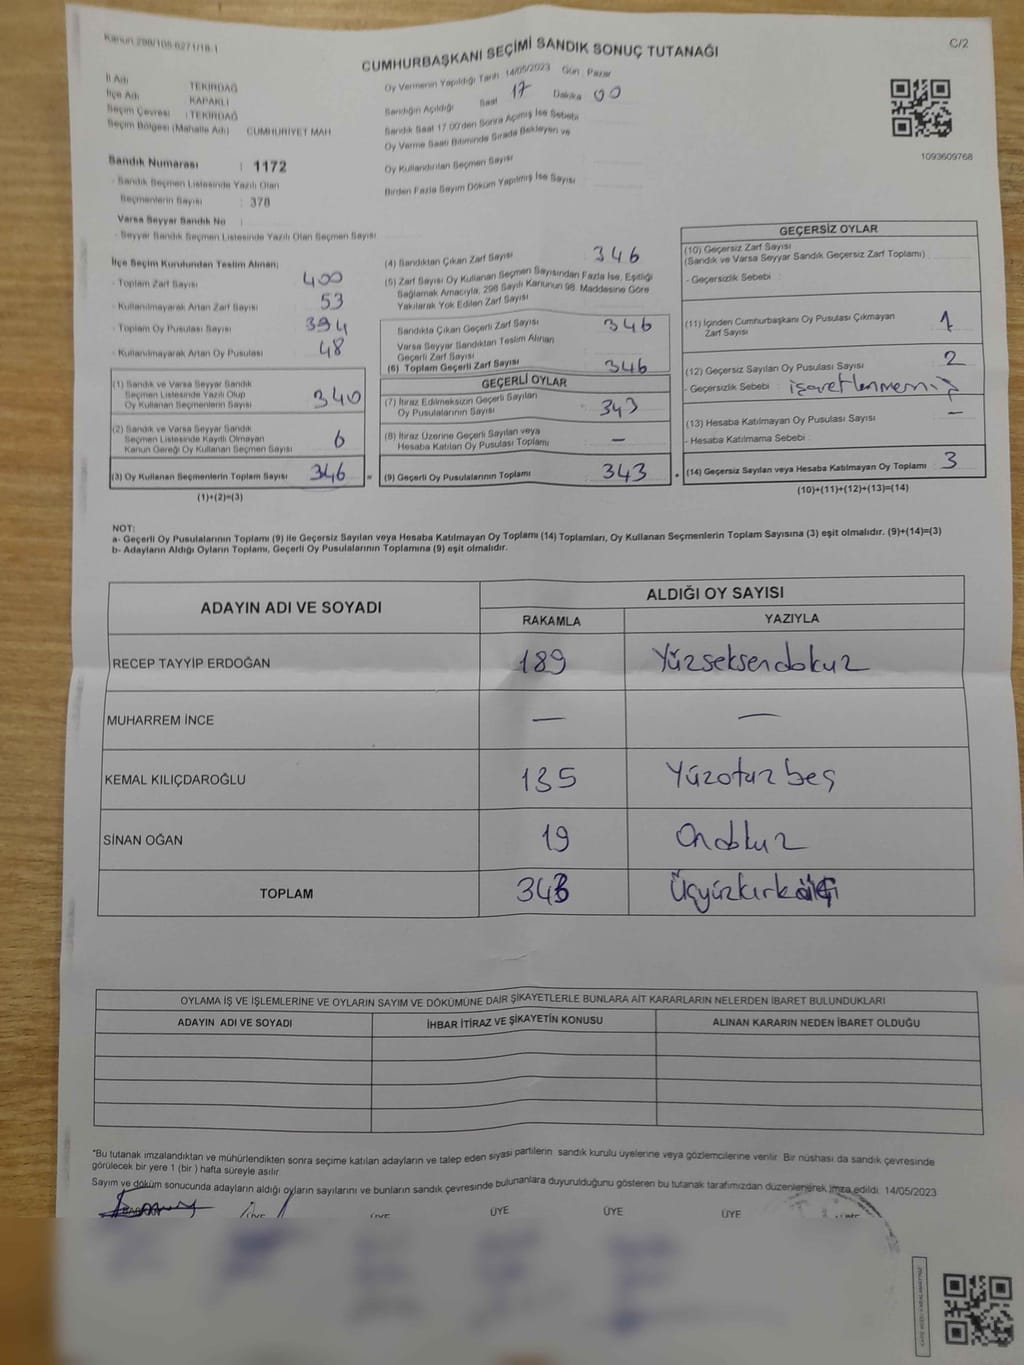 Kanun 298/105-6271/18-1
C/2
CUMHURBAŞKANI SEÇİMİ SANDIK SONUÇ TUTANAĞI
İl Adı : TEKİRDAĞ
İlçe Adı : KAPAKLI
Seçim Çevresi : TEKİRDAĞ
Seçim Bölgesi (Mahalle Adı) CUMHURİYET MAH
Sandık Numarası : 1172
- Sandık Seçmen Listesinde Yazılı Olan
Seçmenlerin Sayısı : 378
Varsa Seyyar Sandık No :
- Seyyar Sandık Seçmen Listesinde Yazılı Olan Seçmen Sayısı
Oy Vermenin Yapıldığı Tarih 14/05/2023 Gün : Pazar
Sandığın Açıldığı Saat 17 Dakika 00
Sandık Saat 17.00'den Sonra Açılmış İse Sebebi
Oy Verme Saati Bitiminde Sırada Bekleyen ve
Oy Kullandırılan Seçmen Sayısı
Birden Fazla Sayım Döküm Yapılmış İse Sayısı
1093609768
İlçe Seçim Kurulundan Teslim Alınan;
- Toplam Zarf Sayısı : 400
- Kullanılmayarak Artan Zarf Sayısı : 53
- Toplam Oy Pusulası Sayısı : 394
- Kullanılmayarak Artan Oy Pusulası : 48
(1) Sandık ve Varsa Seyyar Sandık
Seçmen Listesinde Yazılı Olup
Oy Kullanan Seçmenlerin Sayısı 340
(2) Sandık ve Varsa Seyyar Sandık
Seçmen Listesinde Kayıtlı Olmayan
Kanun Gereği Oy Kullanan Seçmen Sayısı 6
(3) Oy Kullanan Seçmenlerin Toplam Sayısı 346 =
(1)+(2)=(3)
(4) Sandıktan Çıkan Zarf Sayısı 346
(5) Zarf Sayısı Oy Kullanan Seçmen Sayısından Fazla İse, Eşitliği
Sağlamak Amacıyla, 298 Sayılı Kanunun 98. Maddesine Göre
Yakılarak Yok Edilen Zarf Sayısı
Sandıkta Çıkan Geçerli Zarf Sayısı 346
Varsa Seyyar Sandıktan Teslim Alınan
Geçerli Zarf Sayısı
(6) Toplam Geçerli Zarf Sayısı 346
GEÇERLİ OYLAR
(7) İtiraz Edilmeksizin Geçerli Sayılan
Oy Pusulalarının Sayısı 343
(8) İtiraz Üzerine Geçerli Sayılan veya
Hesaba Katılan Oy Pusulası Toplamı —
(9) Geçerli Oy Pusulalarının Toplamı 343 +
GEÇERSİZ OYLAR
(10) Geçersiz Zarf Sayısı
(Sandık ve Varsa Seyyar Sandık Geçersiz Zarf Toplamı)
- Geçersizlik Sebebi :
(11) İçinden Cumhurbaşkanı Oy Pusulası Çıkmayan
Zarf Sayısı 1
(12) Geçersiz Sayılan Oy Pusulası Sayısı 2
- Geçersizlik Sebebi : işaretlenmemiş
(13) Hesaba Katılmayan Oy Pusulası Sayısı —
- Hesaba Katılmama Sebebi :
(14) Geçersiz Sayılan veya Hesaba Katılmayan Oy Toplamı 3
(10)+(11)+(12)+(13)=(14)
NOT:
a- Geçerli Oy Pusulalarının Toplamı (9) ile Geçersiz Sayılan veya Hesaba Katılmayan Oy Toplamı (14) Toplamları, Oy Kullanan Seçmenlerin Toplam Sayısına (3) eşit olmalıdır. (9)+(14)=(3)
b- Adayların Aldığı Oyların Toplamı, Geçerli Oy Pusulalarının Toplamına (9) eşit olmalıdır.
ADAYIN ADI VE SOYADI ALDIĞI OY SAYISI
RAKAMLA YAZIYLA
RECEP TAYYİP ERDOĞAN 189 Yüzseksendokuz
MUHARREM İNCE — —
KEMAL KILIÇDAROĞLU 135 Yüzotuzbeş
SİNAN OĞAN 19 Ondokuz
TOPLAM 343 Üçyüzkırk
OYLAMA İŞ VE İŞLEMLERİNE VE OYLARIN SAYIM VE DÖKÜMÜNE DAİR ŞİKAYETLERLE BUNLARA AİT KARARLARIN NELERDEN İBARET BULUNDUKLARI
ADAYIN ADI VE SOYADI İHBAR İTİRAZ VE ŞİKAYETİN KONUSU ALINAN KARARIN NEDEN İBARET OLDUĞU
"Bu tutanak imzalandıktan ve mühürlendikten sonra seçime katılan adayların ve talep eden siyasi partilerin sandık kurulu üyelerine veya gözlemcilerine verilir. Bir nüshası da sandık çevresinde
görülecek bir yere 1 (bir) hafta süreyle asılır.
Sayım ve döküm sonucunda adayların aldığı oyların sayılarını ve bunların sandık çevresinde bulunanlara duyurulduğunu gösteren bu tutanak tarafımızdan düzenlenerek imza edildi. 14/05/2023
BAŞKAN ÜYE ÜYE ÜYE ÜYE ÜYE